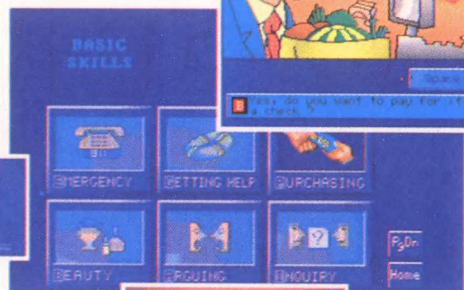 BASIC
SKILLS
B Yes, do you want to pay for it
a check ?
EMERGENCY
GETTING HELP
PURCHASING
BEAUTY
ARGUING
INQUIRY
PgDn
Home